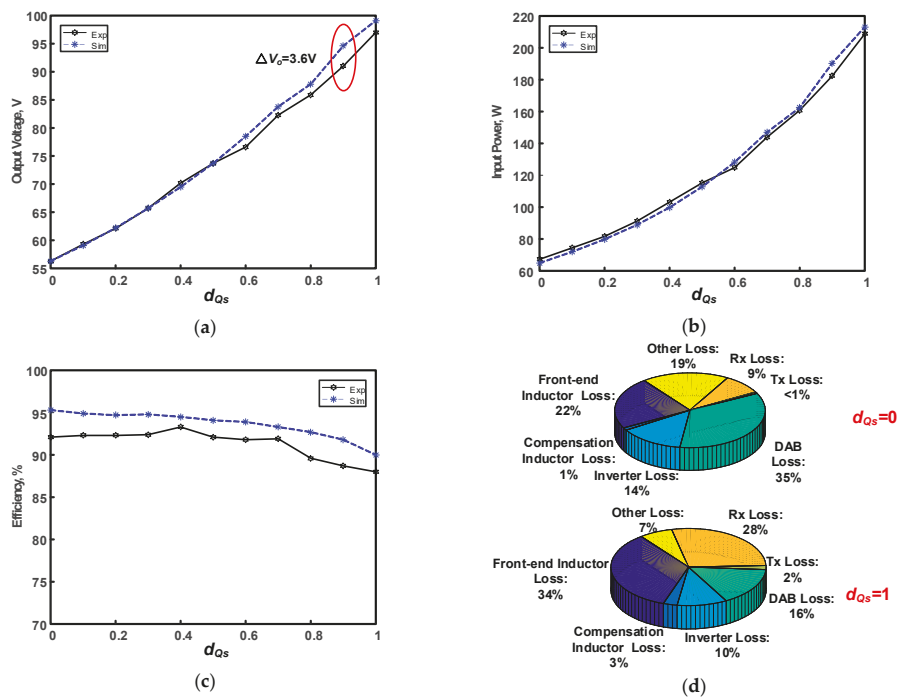 100
95
90
85
80
75
70
65
60
55
Output Voltage, V
Exp
Sim
△Vo=3.6V
0
0.2
0.4
0.6
0.8
1
dQs
(a)
220
200
180
160
140
120
100
80
60
Input Power, W
Exp
Sim
0
0.2
0.4
0.6
0.8
1
dQs
(b)
100
95
90
85
80
75
70
Efficiency, %
Exp
Sim
0
0.2
0.4
0.6
0.8
1
dQs
(c)
Other Loss:
19%
Rx Loss:
9%
Tx Loss:
<1%
Front-end
Inductor Loss:
22%
dQs=0
Compensation
Inductor Loss:
1%
Inverter Loss:
14%
DAB
Loss:
35%
Other Loss:
7%
Rx Loss:
28%
Front-end Inductor
Loss:
34%
Tx Loss:
2%
dQs=1
DAB Loss:
16%
Compensation
Inductor Loss:
3%
Inverter Loss:
10%
(d)